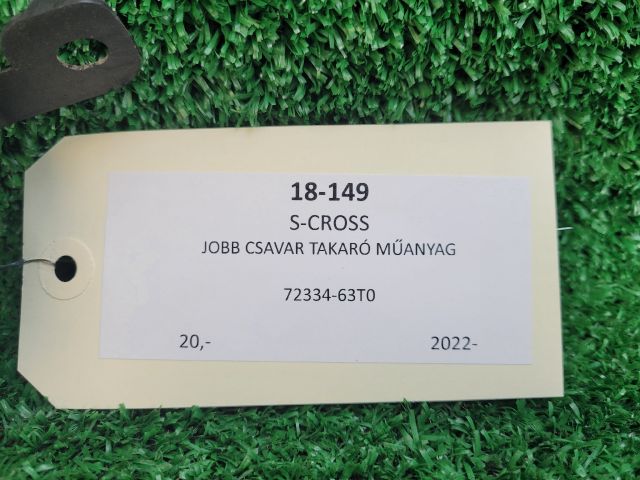 18-149
S-CROSS
JOBB CSAVAR TAKARÓ MŰANYAG
72334-63T0
20,- 2022-